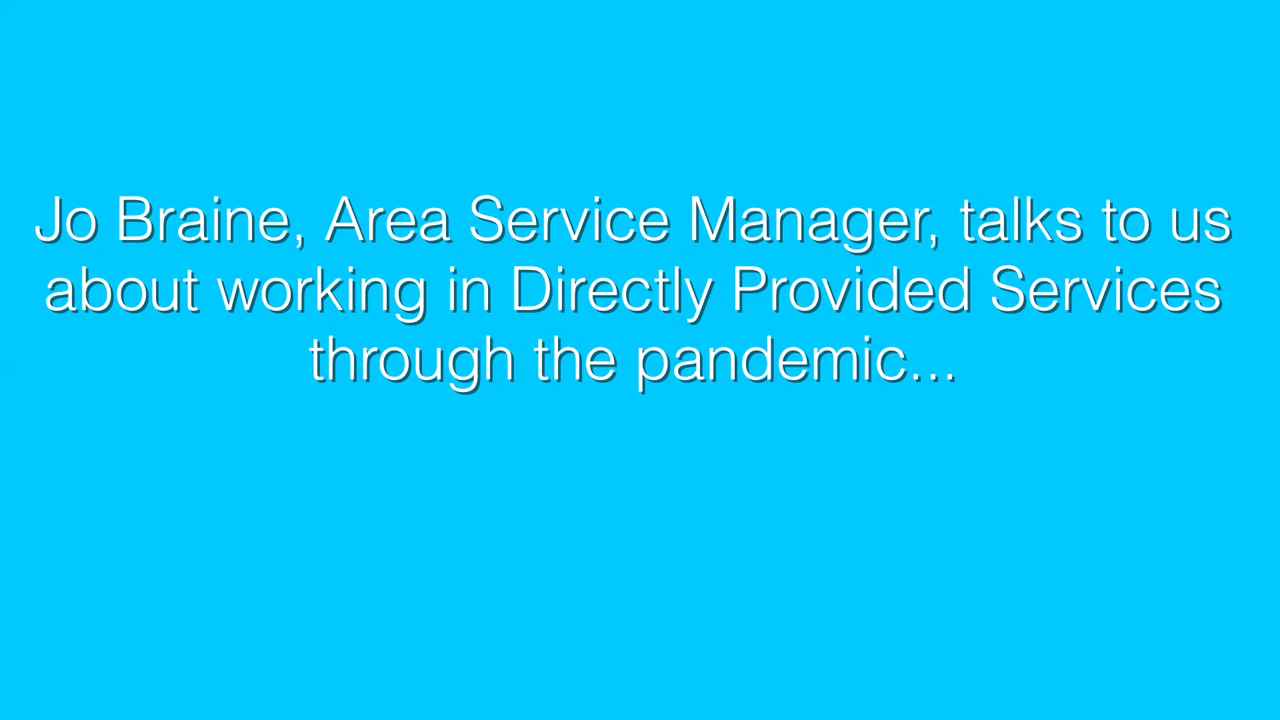 Jo Braine, Area Service Manager, talks to us
about working in Directly Provided Services
through the pandemic...